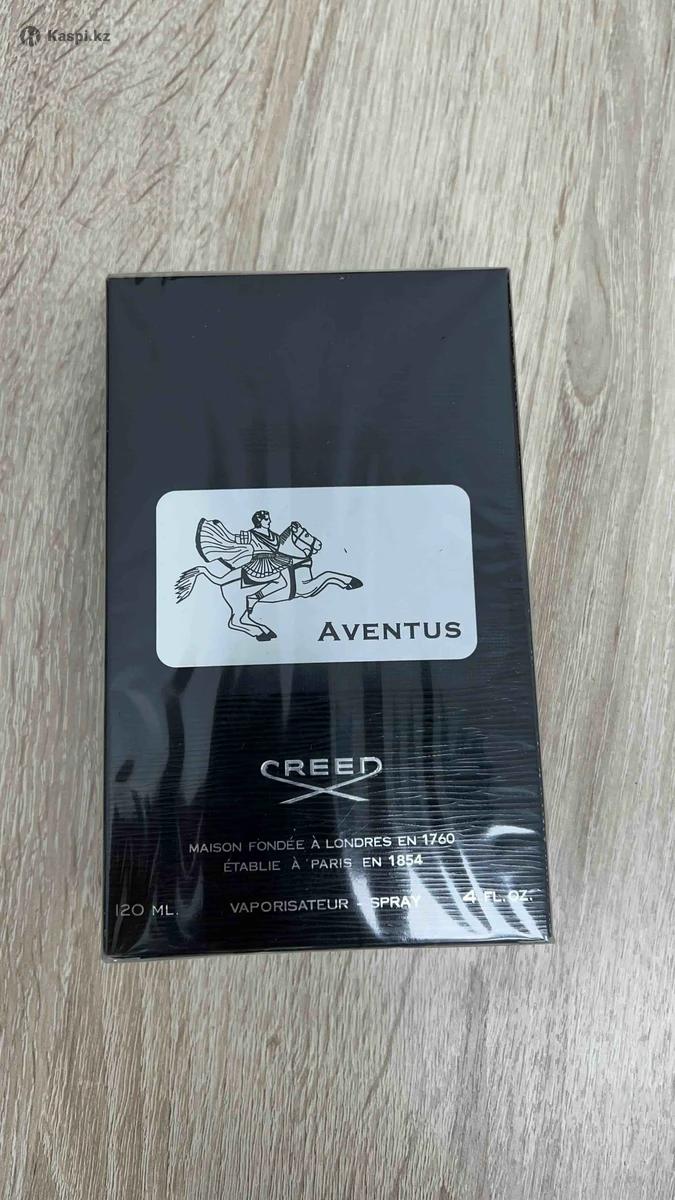 Kaspi.kz
AVENTUS
CREED
MAISON FONDÉE À LONDRES EN 1760
ÉTABLIE À PARIS EN 1854
120 ML. VAPORISATEUR - SPRAY 4 FL. OZ.